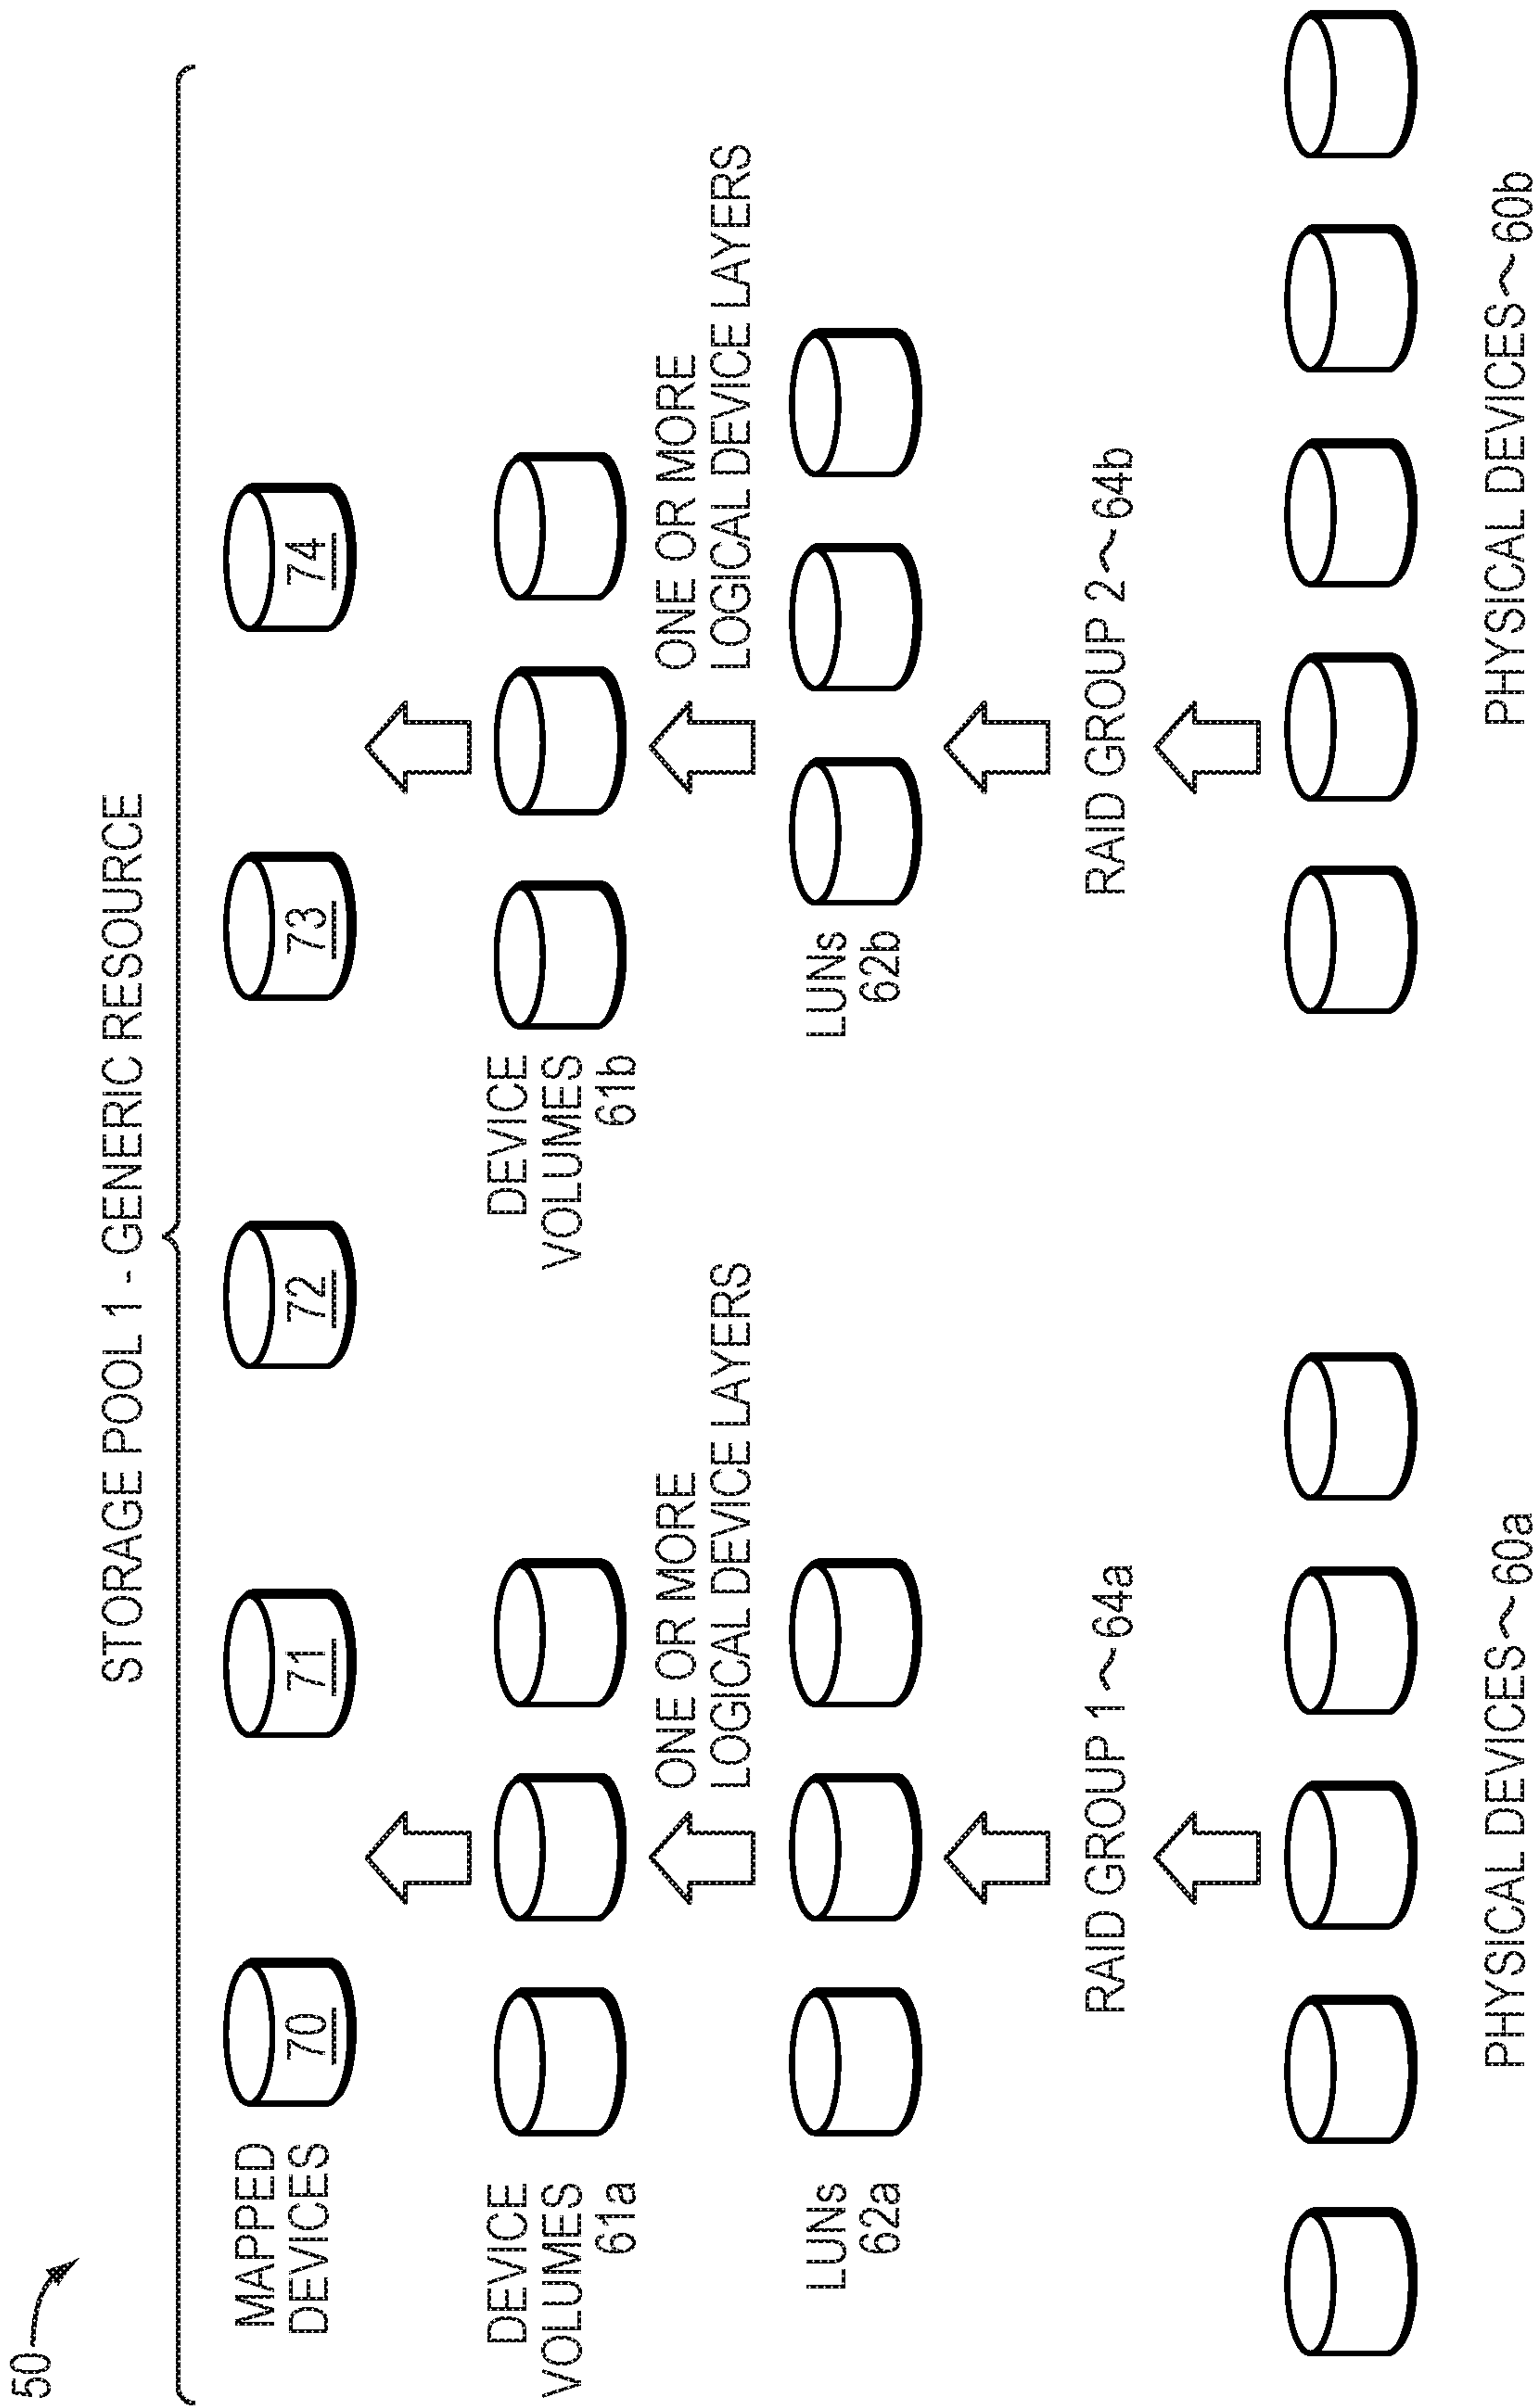 50
STORAGE POOL 1 - GENERIC RESOURCE
MAPPED
DEVICES
70
71
72
73
74
DEVICE
VOLUMES
61a
DEVICE
VOLUMES
61b
ONE OR MORE
LOGICAL DEVICE LAYERS
ONE OR MORE
LOGICAL DEVICE LAYERS
LUNs
62a
LUNs
62b
RAID GROUP 1~64a
RAID GROUP 2~64b
PHYSICAL DEVICES~60a
PHYSICAL DEVICES~60b